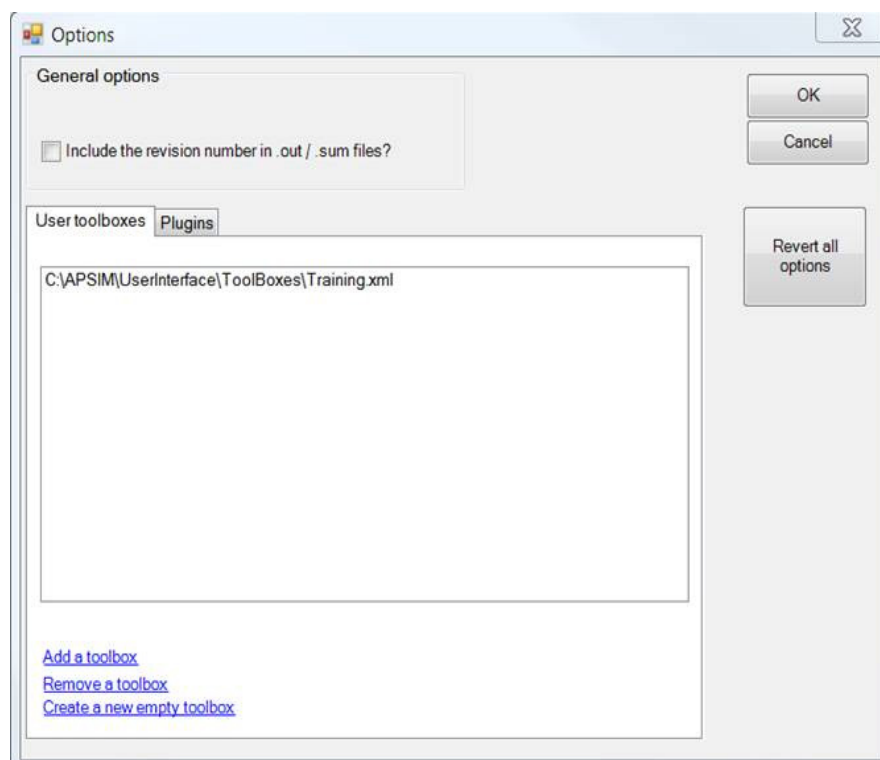 Options
General options
Include the revision number in .out / .sum files?
OK
Cancel
Revert all
options
User toolboxes
Plugins
C:\APSIM\UserInterface\ToolBoxes\Training.xml
Add a toolbox
Remove a toolbox
Create a new empty toolbox